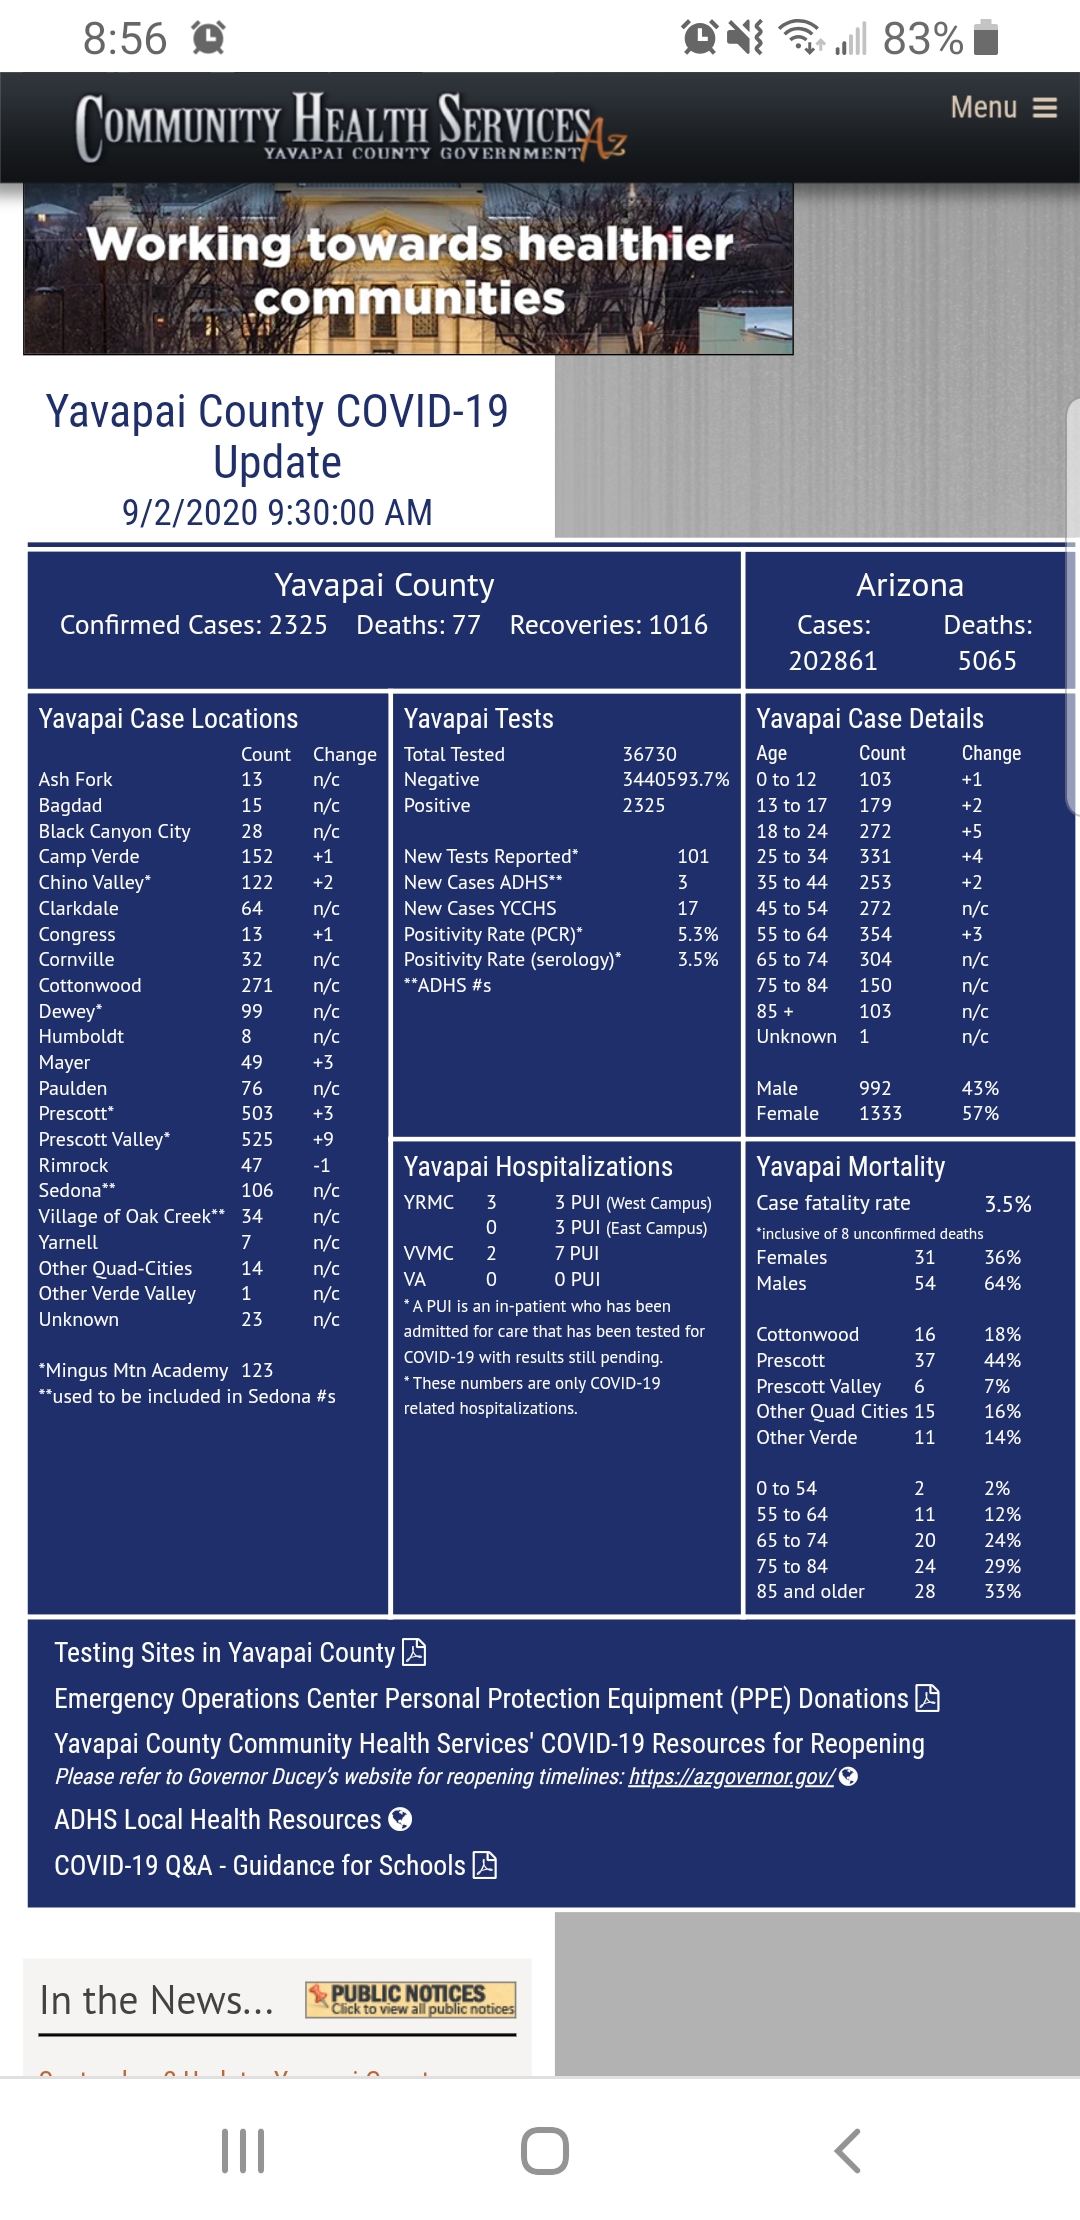 8:56 83%
COMMUNITY HEALTH SERVICES AZ Menu
YAVAPAI COUNTY GOVERNMENT
Working towards healthier
communities
Yavapai County COVID-19
Update
9/2/2020 9:30:00 AM
Yavapai County
Confirmed Cases: 2325 Deaths: 77 Recoveries: 1016
Arizona
Cases: Deaths:
202861 5065
Yavapai Case Locations
Count Change
Ash Fork 13 n/c
Bagdad 15 n/c
Black Canyon City 28 n/c
Camp Verde 152 +1
Chino Valley* 122 +2
Clarkdale 64 n/c
Congress 13 +1
Cornville 32 n/c
Cottonwood 271 n/c
Dewey* 99 n/c
Humboldt 8 n/c
Mayer 49 +3
Paulden 76 n/c
Prescott* 503 +3
Prescott Valley* 525 +9
Rimrock 47 -1
Sedona** 106 n/c
Village of Oak Creek** 34 n/c
Yarnell 7 n/c
Other Quad-Cities 14 n/c
Other Verde Valley 1 n/c
Unknown 23 n/c
*Mingus Mtn Academy 123
**used to be included in Sedona #s
Yavapai Tests
Total Tested 36730
Negative 3440593.7%
Positive 2325
New Tests Reported* 101
New Cases ADHS** 3
New Cases YCCHS 17
Positivity Rate (PCR)* 5.3%
Positivity Rate (serology)* 3.5%
**ADHS #s
Yavapai Case Details
Age Count Change
0 to 12 103 +1
13 to 17 179 +2
18 to 24 272 +5
25 to 34 331 +4
35 to 44 253 +2
45 to 54 272 n/c
55 to 64 354 +3
65 to 74 304 n/c
75 to 84 150 n/c
85 + 103 n/c
Unknown 1 n/c
Male 992 43%
Female 1333 57%
Yavapai Hospitalizations
YRMC 3 3 PUI (West Campus)
0 3 PUI (East Campus)
VVMC 2 7 PUI
VA 0 0 PUI
* A PUI is an in-patient who has been
admitted for care that has been tested for
COVID-19 with results still pending.
* These numbers are only COVID-19
related hospitalizations.
Yavapai Mortality
Case fatality rate 3.5%
*inclusive of 8 unconfirmed deaths
Females 31 36%
Males 54 64%
Cottonwood 16 18%
Prescott 37 44%
Prescott Valley 6 7%
Other Quad Cities 15 16%
Other Verde 11 14%
0 to 54 2 2%
55 to 64 11 12%
65 to 74 20 24%
75 to 84 24 29%
85 and older 28 33%
Testing Sites in Yavapai County
Emergency Operations Center Personal Protection Equipment (PPE) Donations
Yavapai County Community Health Services' COVID-19 Resources for Reopening
Please refer to Governor Ducey's website for reopening timelines: https://azgovernor.gov/
ADHS Local Health Resources
COVID-19 Q&A - Guidance for Schools
In the News...
PUBLIC NOTICES
Click to view all public notices